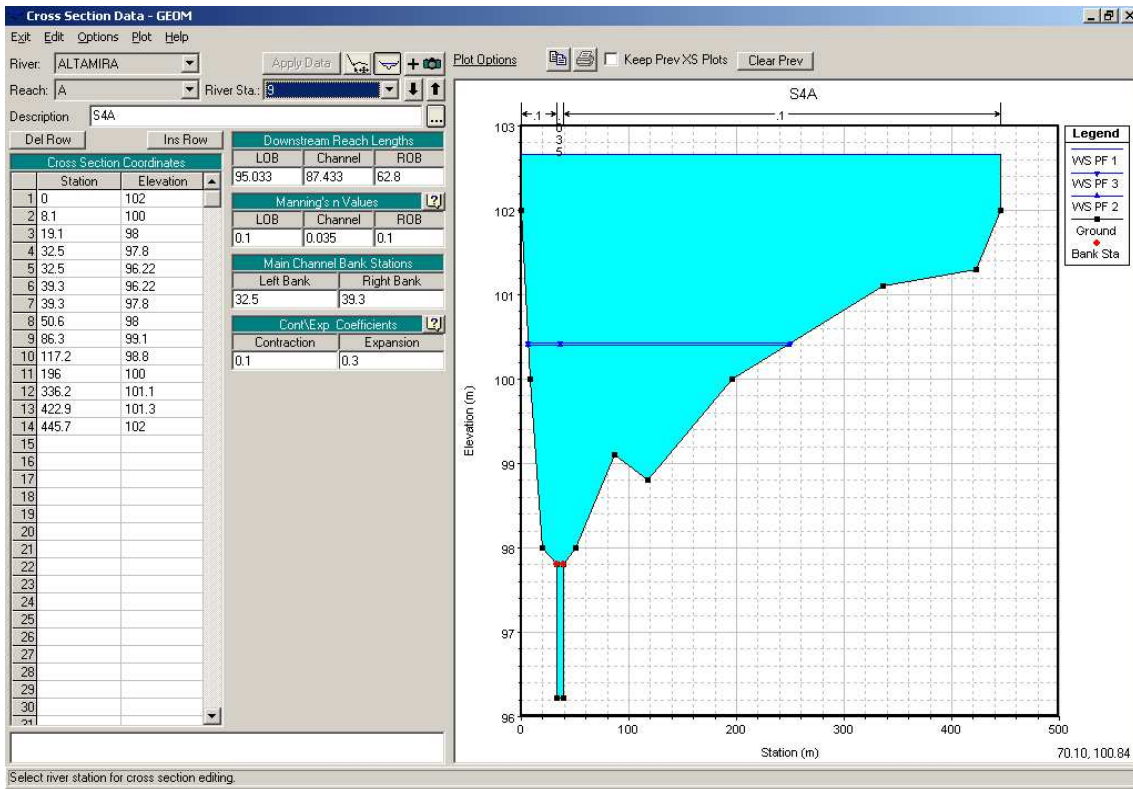 Cross Section Data - GEOM
Exit Edit Options Plot Help
River: ALTAMIRA
Apply Data
Plot Options
Keep Prev XS Plots
Clear Prev
Reach: A
River Sta.: 9
Description S4A
...
Del Row
Ins Row
Cross Section Coordinates
Station Elevation
1 0 102
2 8.1 100
3 19.1 98
4 32.5 97.8
5 32.5 96.22
6 39.3 96.22
7 39.3 97.8
8 50.6 98
9 86.3 99.1
10 117.2 98.8
11 196 100
12 336.2 101.1
13 422.9 101.3
14 445.7 102
15
16
17
18
19
20
21
22
23
24
25
26
27
28
29
30
31
Downstream Reach Lengths
LOB Channel ROB
95.033 87.433 62.8
Manning's n Values
LOB Channel ROB
0.1 0.035 0.1
Main Channel Bank Stations
Left Bank Right Bank
32.5 39.3
Cont\Exp Coefficients
Contraction Expansion
0.1 0.3
S4A
.1
.035
.1
103
102
101
100
99
98
97
96
Elevation (m)
0 100 200 300 400 500
Station (m)
70.10, 100.84
Legend
WS PF 1
WS PF 3
WS PF 2
Ground
Bank Sta
Select river station for cross section editing.